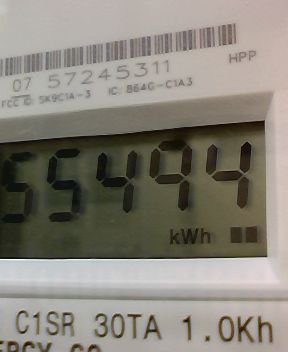 HPP
07 57245311
FCC ID: SK9C1A-3 IC: 864G-C1A3
55494
kWh
C1SR 30TA 1.0Kh